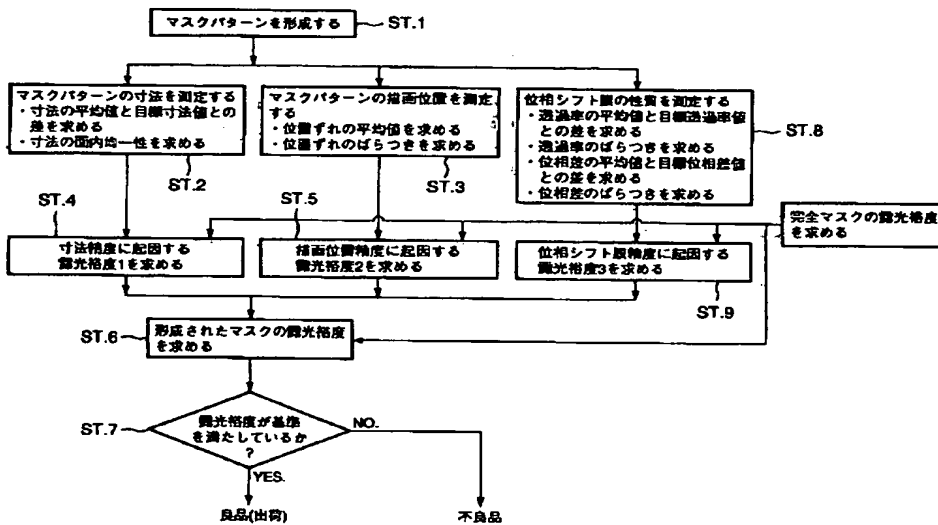 マスクパターンを形成する
ST.1
マスクパターンの寸法を測定する
・寸法の平均値と目標寸法値との
差を求める
・寸法の面内均一性を求める
ST.2
マスクパターンの描画位置を測定
する
・位置ずれの平均値を求める
・位置ずれのばらつきを求める
ST.3
位相シフト膜の性質を測定する
・透過率の平均値と目標透過率値
との差を求める
・透過率のばらつきを求める
・位相差の平均値と目標位相差値
との差を求める
・位相差のばらつきを求める
ST.8
ST.4
寸法精度に起因する
露光裕度1を求める
ST.5
描画位置精度に起因する
露光裕度2を求める
位相シフト膜精度に起因する
露光裕度3を求める
ST.9
完全マスクの露光裕度
を求める
ST.6
形成されたマスクの露光裕度
を求める
ST.7
露光裕度が基準
を満たしているか
?
NO.
YES.
良品(出荷)
不良品